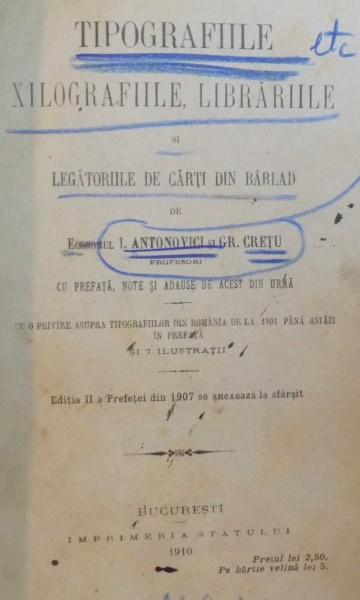 TIPOGRAFIILE etc
XILOGRAFIILE, LIBRĂRIILE
SI
LEGĂTORIILE DE CĂRȚI DIN BÂRLAD
DE
ECONOMUL I. ANTONOVICI ȘI GR. CREȚU
PROFESORI
CU PREFAȚĂ, NOTE ȘI ADAUSE DE ACEST DIN URMĂ
CU O PRIVIRE ASUPRA TIPOGRAFIILOR DIN ROMÂNIA DE LA 1801 PÂNĂ ASTĂZI
ÎN PREFAȚĂ
ȘI 7 ILUSTRAȚII
Ediția II a Prefeței din 1907 se anexează la sfârșit
BUCUREȘTI
IMPRIMERIA STATULUI
1910
Prețul lei 2,50.
Pe hârtie velină lei 5.